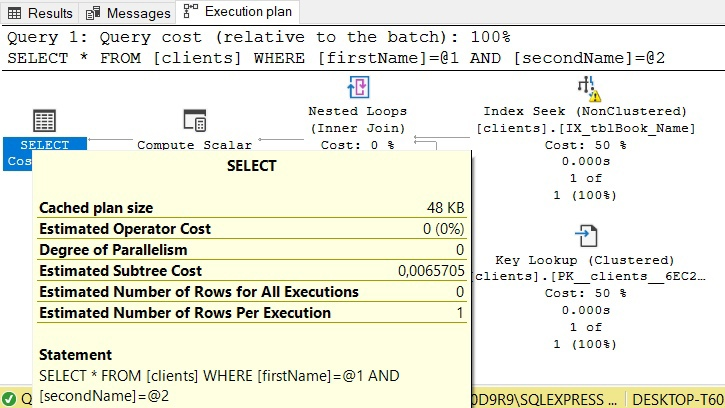 Results Messages Execution plan
Query 1: Query cost (relative to the batch): 100%
SELECT * FROM [clients] WHERE [firstName]=@1 AND [secondName]=@2
SELECT
Cos
Compute Scalar
Nested Loops
(Inner Join)
Cost: 0 %
Index Seek (NonClustered)
[clients].[IX_tblBook_Name]
Cost: 50 %
0.000s
1 of
1 (100%)
Key Lookup (Clustered)
clients].[PK__clients__6EC2…
Cost: 50 %
0.000s
1 of
1 (100%)
SELECT
Cached plan size 48 KB
Estimated Operator Cost 0 (0%)
Degree of Parallelism 0
Estimated Subtree Cost 0,0065705
Estimated Number of Rows for All Executions 0
Estimated Number of Rows Per Execution 1
Statement
SELECT * FROM [clients] WHERE [firstName]=@1 AND
[secondName]=@2
Q
0D9R9\SQLEXPRESS ... DESKTOP-T60